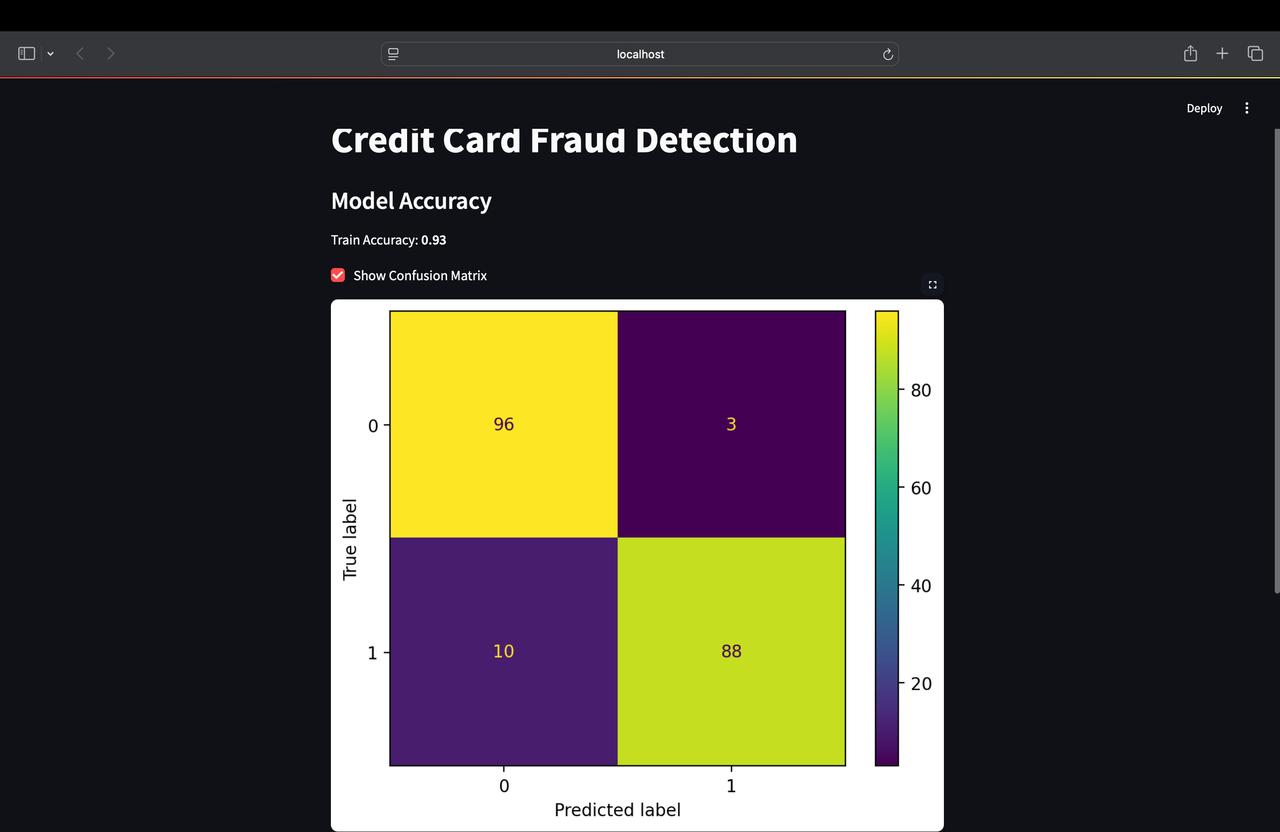 localhost
Deploy
Credit Card Fraud Detection
Model Accuracy
Train Accuracy: 0.93
Show Confusion Matrix
96
3
80
0
60
True label
40
10
88
1
20
0
1
Predicted label